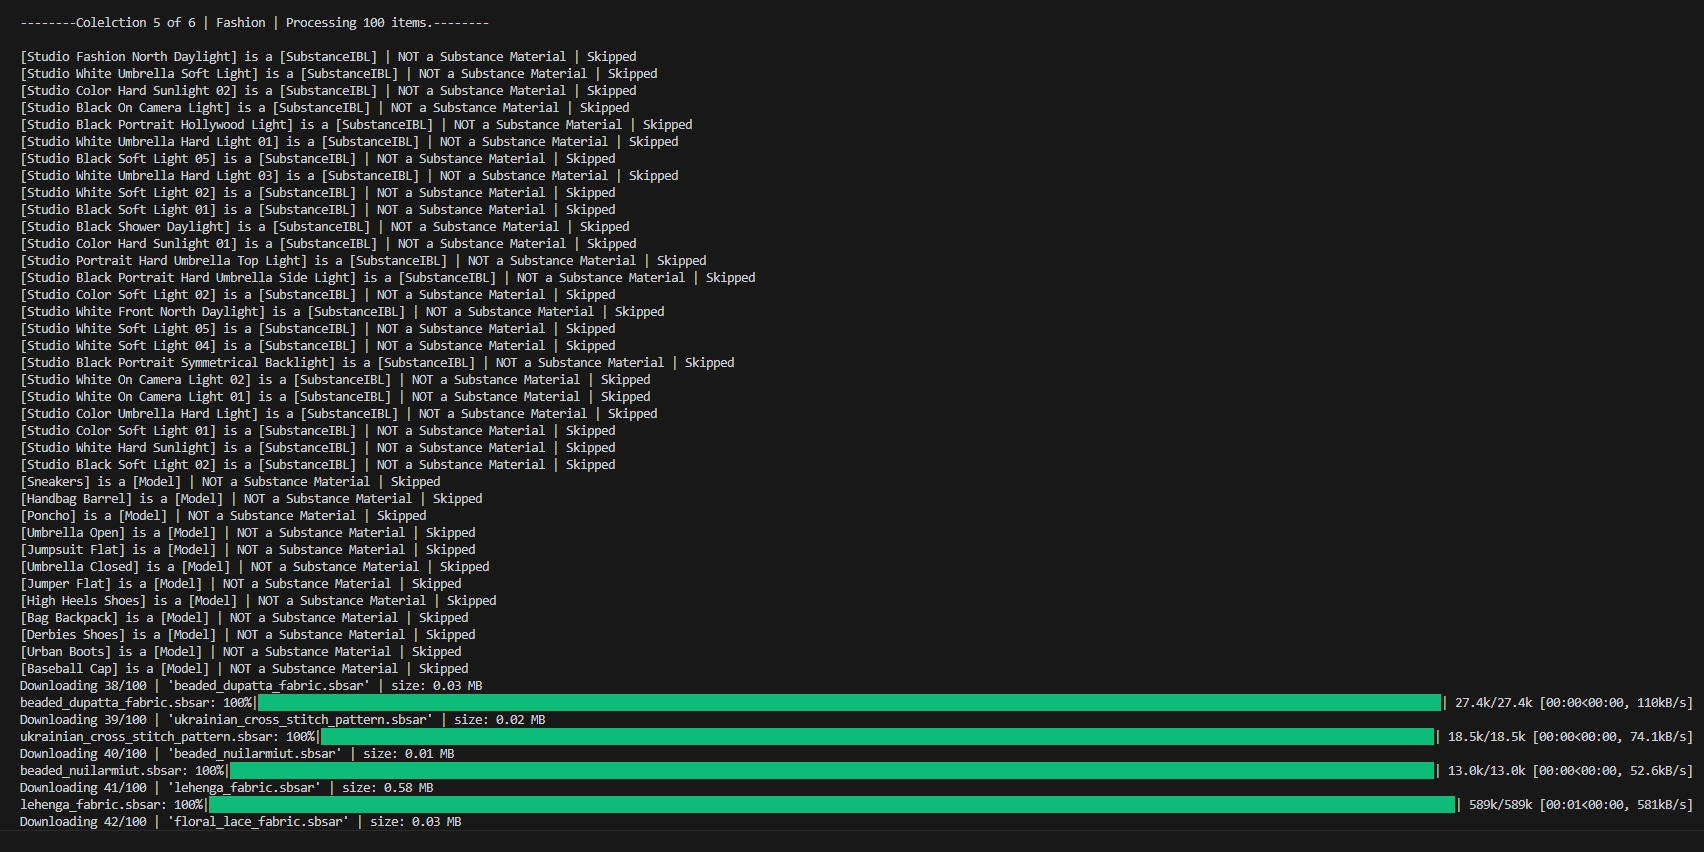 --------Colelction 5 of 6 | Fashion | Processing 100 items.--------
[Studio Fashion North Daylight] is a [SubstanceIBL] | NOT a Substance Material | Skipped
[Studio White Umbrella Soft Light] is a [SubstanceIBL] | NOT a Substance Material | Skipped
[Studio Color Hard Sunlight 02] is a [SubstanceIBL] | NOT a Substance Material | Skipped
[Studio Black On Camera Light] is a [SubstanceIBL] | NOT a Substance Material | Skipped
[Studio Black Portrait Hollywood Light] is a [SubstanceIBL] | NOT a Substance Material | Skipped
[Studio White Umbrella Hard Light 01] is a [SubstanceIBL] | NOT a Substance Material | Skipped
[Studio Black Soft Light 05] is a [SubstanceIBL] | NOT a Substance Material | Skipped
[Studio White Umbrella Hard Light 03] is a [SubstanceIBL] | NOT a Substance Material | Skipped
[Studio White Soft Light 02] is a [SubstanceIBL] | NOT a Substance Material | Skipped
[Studio Black Soft Light 01] is a [SubstanceIBL] | NOT a Substance Material | Skipped
[Studio Black Shower Daylight] is a [SubstanceIBL] | NOT a Substance Material | Skipped
[Studio Color Hard Sunlight 01] is a [SubstanceIBL] | NOT a Substance Material | Skipped
[Studio Portrait Hard Umbrella Top Light] is a [SubstanceIBL] | NOT a Substance Material | Skipped
[Studio Black Portrait Hard Umbrella Side Light] is a [SubstanceIBL] | NOT a Substance Material | Skipped
[Studio Color Soft Light 02] is a [SubstanceIBL] | NOT a Substance Material | Skipped
[Studio White Front North Daylight] is a [SubstanceIBL] | NOT a Substance Material | Skipped
[Studio White Soft Light 05] is a [SubstanceIBL] | NOT a Substance Material | Skipped
[Studio White Soft Light 04] is a [SubstanceIBL] | NOT a Substance Material | Skipped
[Studio Black Portrait Symmetrical Backlight] is a [SubstanceIBL] | NOT a Substance Material | Skipped
[Studio White On Camera Light 02] is a [SubstanceIBL] | NOT a Substance Material | Skipped
[Studio White On Camera Light 01] is a [SubstanceIBL] | NOT a Substance Material | Skipped
[Studio Color Umbrella Hard Light] is a [SubstanceIBL] | NOT a Substance Material | Skipped
[Studio Color Soft Light 01] is a [SubstanceIBL] | NOT a Substance Material | Skipped
[Studio White Hard Sunlight] is a [SubstanceIBL] | NOT a Substance Material | Skipped
[Studio Black Soft Light 02] is a [SubstanceIBL] | NOT a Substance Material | Skipped
[Sneakers] is a [Model] | NOT a Substance Material | Skipped
[Handbag Barrel] is a [Model] | NOT a Substance Material | Skipped
[Poncho] is a [Model] | NOT a Substance Material | Skipped
[Umbrella Open] is a [Model] | NOT a Substance Material | Skipped
[Jumpsuit Flat] is a [Model] | NOT a Substance Material | Skipped
[Umbrella Closed] is a [Model] | NOT a Substance Material | Skipped
[Jumper Flat] is a [Model] | NOT a Substance Material | Skipped
[High Heels Shoes] is a [Model] | NOT a Substance Material | Skipped
[Bag Backpack] is a [Model] | NOT a Substance Material | Skipped
[Derbies Shoes] is a [Model] | NOT a Substance Material | Skipped
[Urban Boots] is a [Model] | NOT a Substance Material | Skipped
[Baseball Cap] is a [Model] | NOT a Substance Material | Skipped
Downloading 38/100 | 'beaded_dupatta_fabric.sbsar' | size: 0.03 MB
beaded_dupatta_fabric.sbsar: 100%| | 27.4k/27.4k [00:00<00:00, 110kB/s]
Downloading 39/100 | 'ukrainian_cross_stitch_pattern.sbsar' | size: 0.02 MB
ukrainian_cross_stitch_pattern.sbsar: 100%| | 18.5k/18.5k [00:00<00:00, 74.1kB/s]
Downloading 40/100 | 'beaded_nuilarmiut.sbsar' | size: 0.01 MB
beaded_nuilarmiut.sbsar: 100%| | 13.0k/13.0k [00:00<00:00, 52.6kB/s]
Downloading 41/100 | 'lehenga_fabric.sbsar' | size: 0.58 MB
lehenga_fabric.sbsar: 100%| | 589k/589k [00:01<00:00, 581kB/s]
Downloading 42/100 | 'floral_lace_fabric.sbsar' | size: 0.03 MB